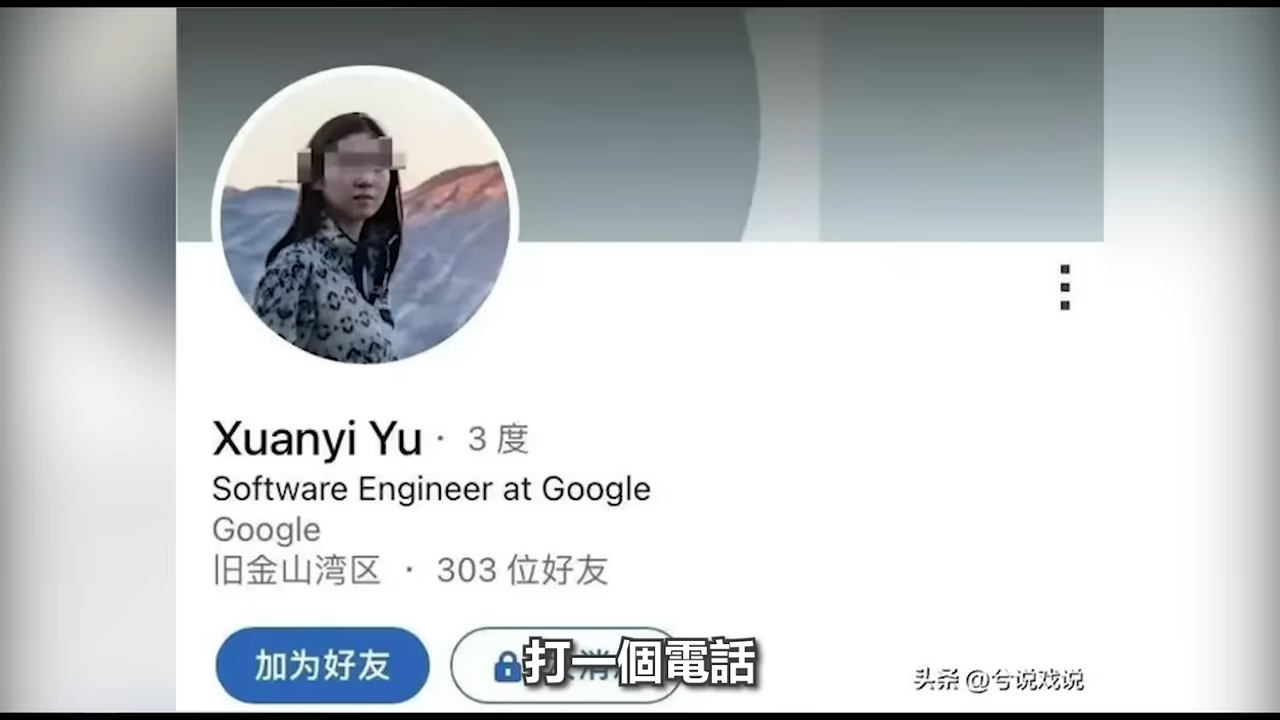 Xuanyi Yu · 3 度
Software Engineer at Google
Google
旧金山湾区 · 303 位好友
加为好友
打一個電話
头条 @兮说戏说